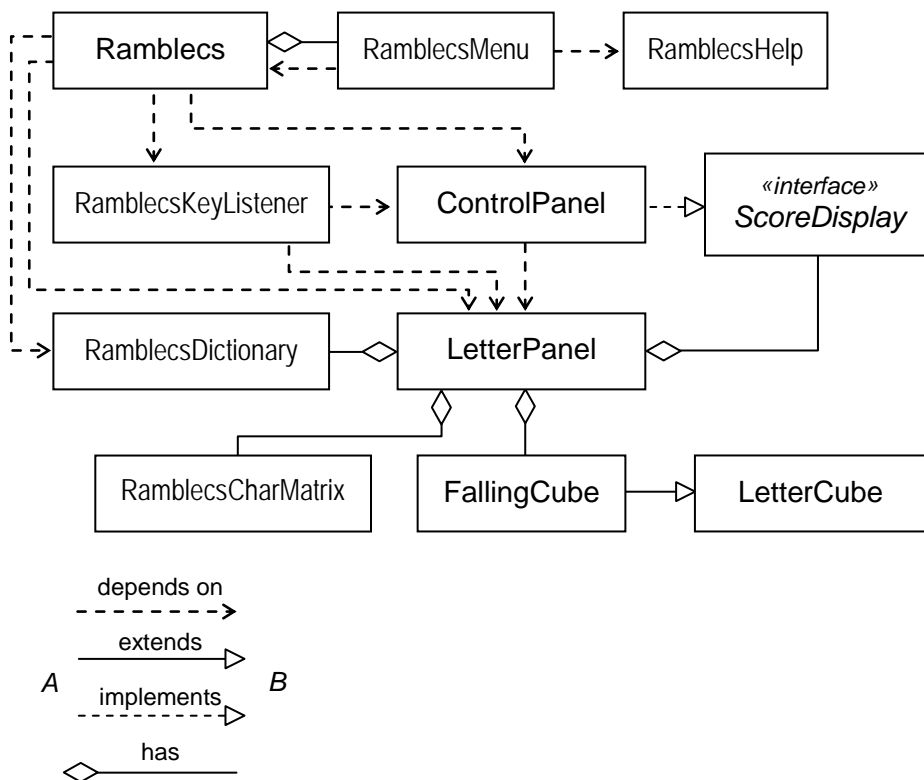 Ramblecs
RamblecsMenu
RamblecsHelp
RamblecsKeyListener
ControlPanel
«interface»
ScoreDisplay
RamblecsDictionary
LetterPanel
RamblecsCharMatrix
FallingCube
LetterCube
depends on
extends
A
B
implements
has